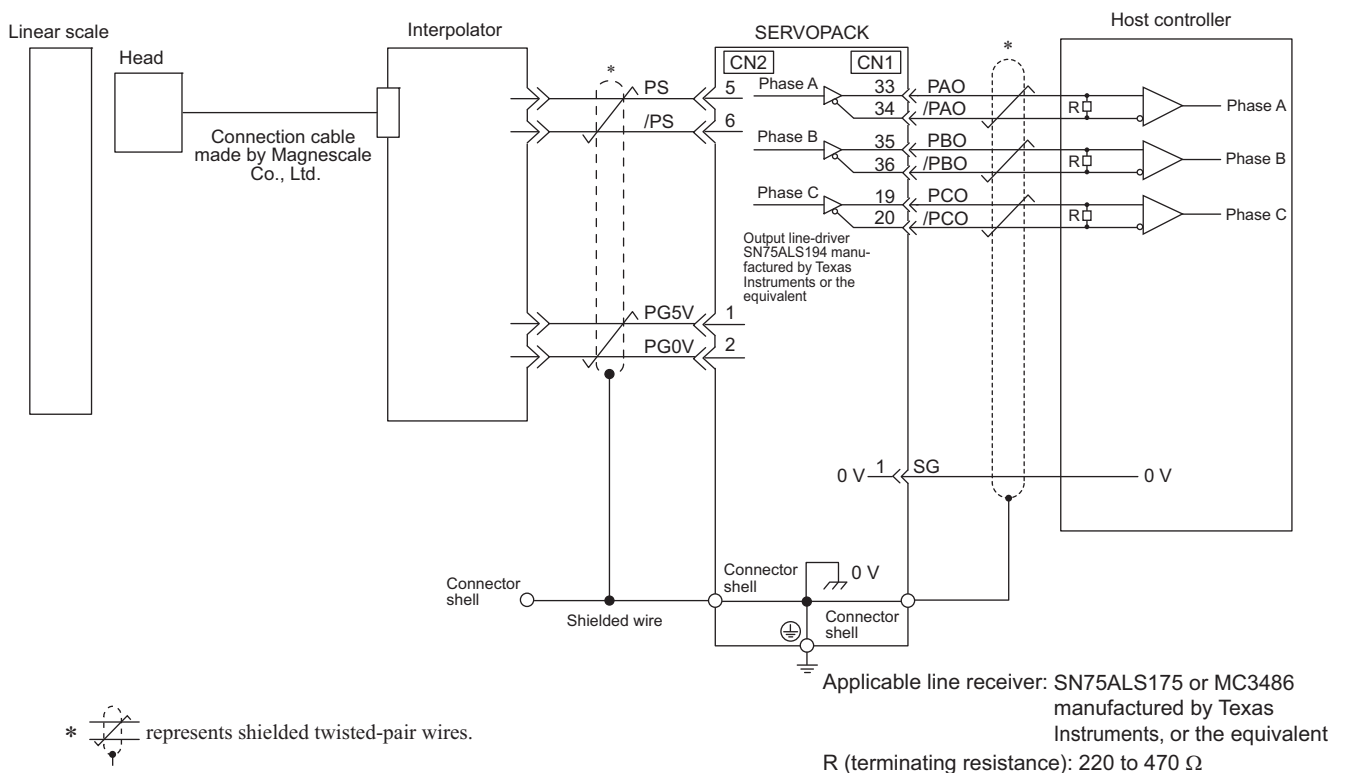 Linear scale
Head
Connection cable
made by Magnescale
Co., Ltd.
Interpolator
*
PS
/PS
PG5V
PG0V
SERVOPACK
CN2
CN1
5
6
1
2
Phase A
Phase B
Phase C
33
34
35
36
19
20
PAO
/PAO
PBO
/PBO
PCO
/PCO
Output line-driver
SN75ALS194 manu-
factured by Texas
Instruments or the
equivalent
*
Host controller
R
R
R
Phase A
Phase B
Phase C
0 V
1
SG
0 V
Connector
shell
Shielded wire
Connector
shell
0 V
Connector
shell
Applicable line receiver: SN75ALS175 or MC3486
manufactured by Texas
Instruments, or the equivalent
R (terminating resistance): 220 to 470 Ω
* represents shielded twisted-pair wires.